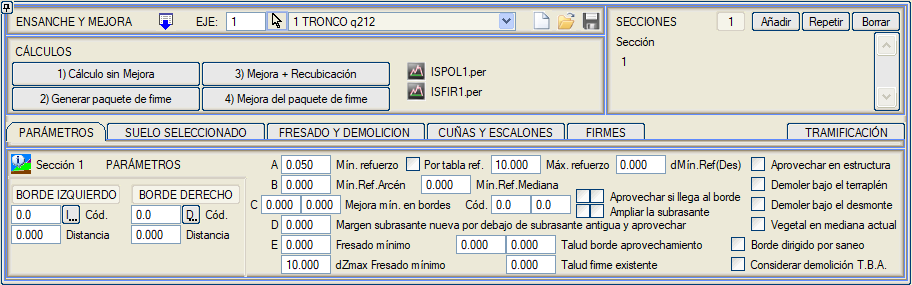 ENSANCHE Y MEJORA EJE: 1 1 TRONCO q212
SECCIONES 1 Añadir Repetir Borrar
Sección
1
CÁLCULOS
1) Cálculo sin Mejora 3) Mejora + Recubicación ISPOL1.per
2) Generar paquete de firme 4) Mejora del paquete de firme ISFIR1.per
PARÁMETROS SUELO SELECCIONADO FRESADO Y DEMOLICION CUÑAS Y ESCALONES FIRMES TRAMIFICACIÓN
Sección 1 PARÁMETROS
BORDE IZQUIERDO BORDE DERECHO
0.0 I... Cód. 0.0 D... Cód.
0.000 Distancia 0.000 Distancia
A 0.050 Mín. refuerzo Por tabla ref. 10.000 Máx. refuerzo 0.000 dMín.Ref(Des) Aprovechar en estructura
B 0.000 Mín.Ref.Arcén 0.000 Mín.Ref.Mediana Demoler bajo el terraplén
C 0.000 0.000 Mejora mín. en bordes Cód. 0.0 0.0 Aprovechar si llega al borde Demoler bajo el desmonte
Ampliar la subrasante
D 0.000 Margen subrasante nueva por debajo de subrasante antigua y aprovechar Vegetal en mediana actual
E 0.000 Fresado mínimo 0.000 0.000 Talud borde aprovechamiento Borde dirigido por saneo
10.000 dZmax Fresado mínimo 0.000 Talud firme existente Considerar demolición T.B.A.